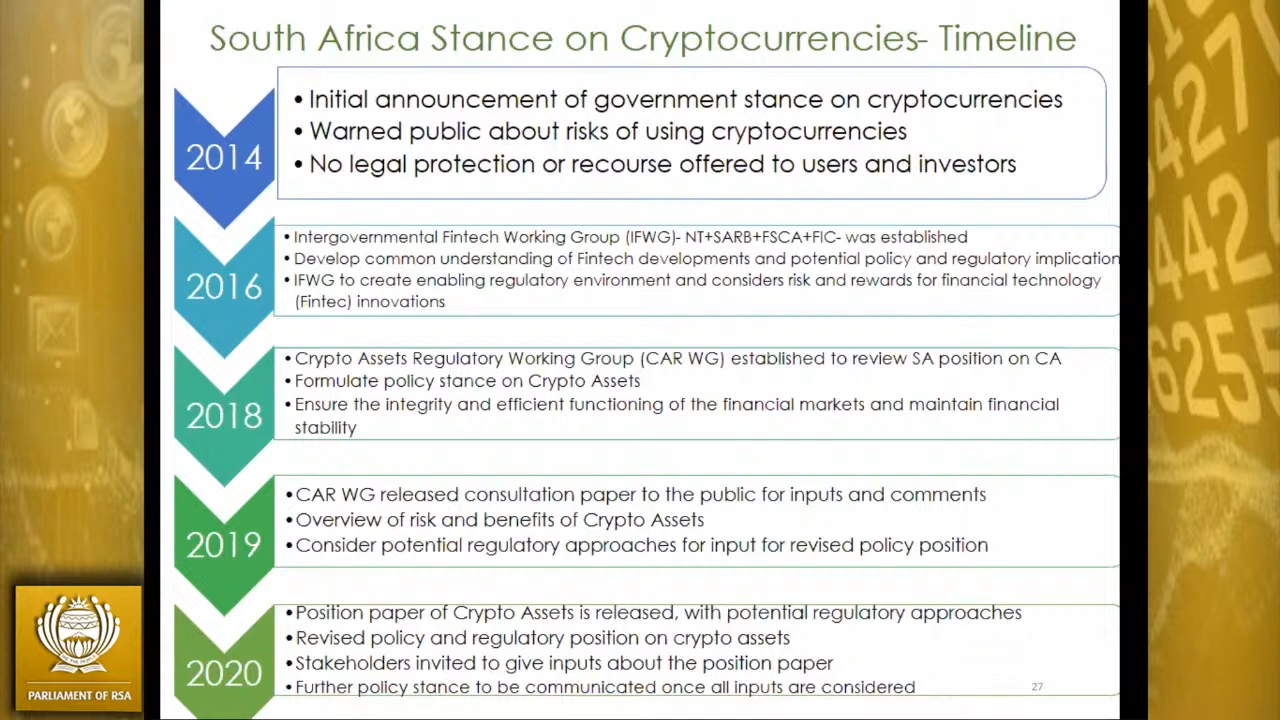 South Africa Stance on Cryptocurrencies- Timeline
2014
• Initial announcement of government stance on cryptocurrencies
• Warned public about risks of using cryptocurrencies
• No legal protection or recourse offered to users and investors
2016
• Intergovernmental Fintech Working Group (IFWG)- NT+SARB+FSCA+FIC- was established
• Develop common understanding of Fintech developments and potential policy and regulatory implication
• IFWG to create enabling regulatory environment and considers risk and rewards for financial technology
(Fintec) innovations
2018
• Crypto Assets Regulatory Working Group (CAR WG) established to review SA position on CA
• Formulate policy stance on Crypto Assets
• Ensure the integrity and efficient functioning of the financial markets and maintain financial
stability
2019
• CAR WG released consultation paper to the public for inputs and comments
• Overview of risk and benefits of Crypto Assets
• Consider potential regulatory approaches for input for revised policy position
2020
• Position paper of Crypto Assets is released, with potential regulatory approaches
• Revised policy and regulatory position on crypto assets
• Stakeholders invited to give inputs about the position paper
• Further policy stance to be communicated once all inputs are considered
27
PARLIAMENT OF RSA